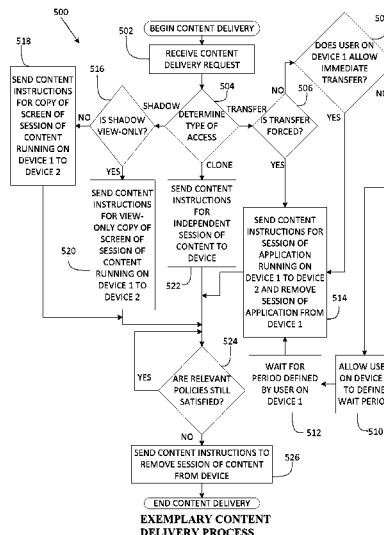 500
BEGIN CONTENT DELIVERY
502
RECEIVE CONTENT
DELIVERY REQUEST
518
SEND CONTENT
INSTRUCTIONS
FOR COPY OF
SCREEN OF
SESSION OF
CONTENT
RUNNING ON
DEVICE 1 TO
DEVICE 2
516
NO
IS SHADOW
VIEW-ONLY?
SHADOW
504
DETERMINE
TYPE OF
ACCESS
TRANSFER
506
NO
IS TRANSFER
FORCED?
DOES USER ON
DEVICE 1 ALLOW
IMMEDIATE
TRANSFER?
YES
YES
YES
CLONE
SEND CONTENT
INSTRUCTIONS
FOR VIEW-
ONLY COPY OF
SCREEN OF
SESSION OF
CONTENT
RUNNING ON
DEVICE 1 TO
DEVICE 2
520
SEND CONTENT
INSTRUCTIONS
FOR
INDEPENDENT
SESSION OF
CONTENT TO
DEVICE
522
SEND CONTENT
INSTRUCTIONS FOR
SESSION OF
APPLICATION
RUNNING ON
DEVICE 1 TO DEVICE
2 AND REMOVE
SESSION OF
APPLICATION FROM
DEVICE 1
514
524
YES
ARE RELEVANT
POLICIES STILL
SATISFIED?
WAIT FOR
PERIOD DEFINED
BY USER ON
DEVICE 1
512
ALLOW USE
ON DEVICE
TO DEFINE
WAIT PERIO
510
NO
SEND CONTENT INSTRUCTIONS TO
REMOVE SESSION OF CONTENT
FROM DEVICE
526
END CONTENT DELIVERY
EXEMPLARY CONTENT
DELIVERY PROCESS